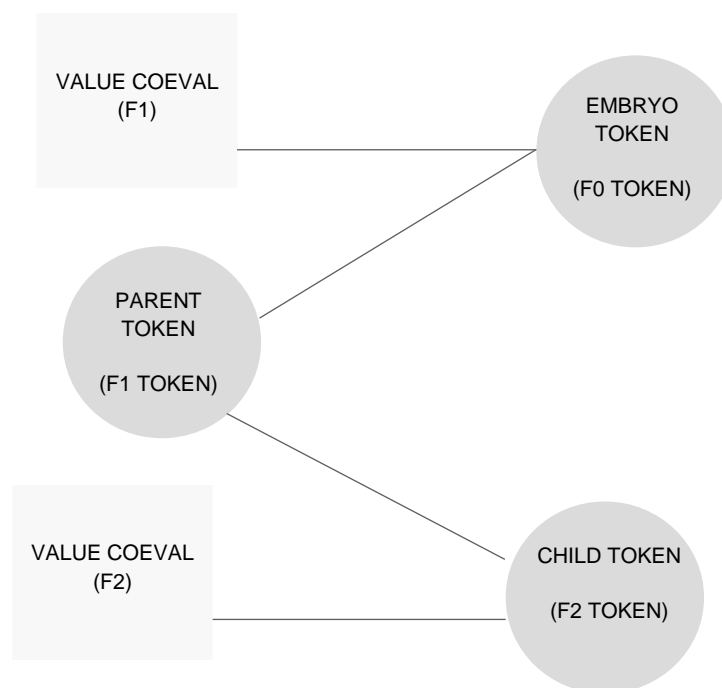 VALUE COEVAL
(F1)
EMBRYO
TOKEN
(F0 TOKEN)
PARENT
TOKEN
(F1 TOKEN)
VALUE COEVAL
(F2)
CHILD TOKEN
(F2 TOKEN)